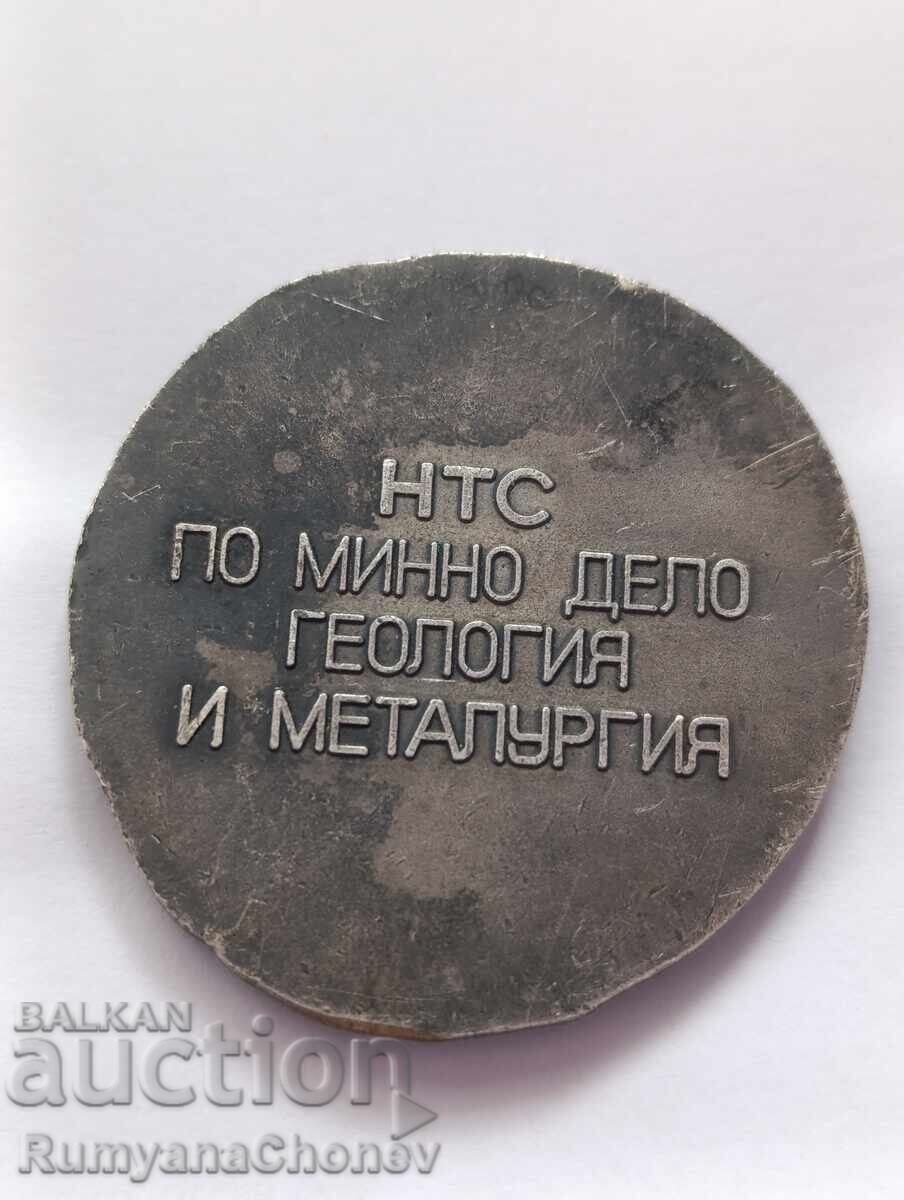 НТС
ПО МИННО ДЕЛО
ГЕОЛОГИЯ
И МЕТАЛУРГИЯ
BALKAN
auction
RumyanaChonev